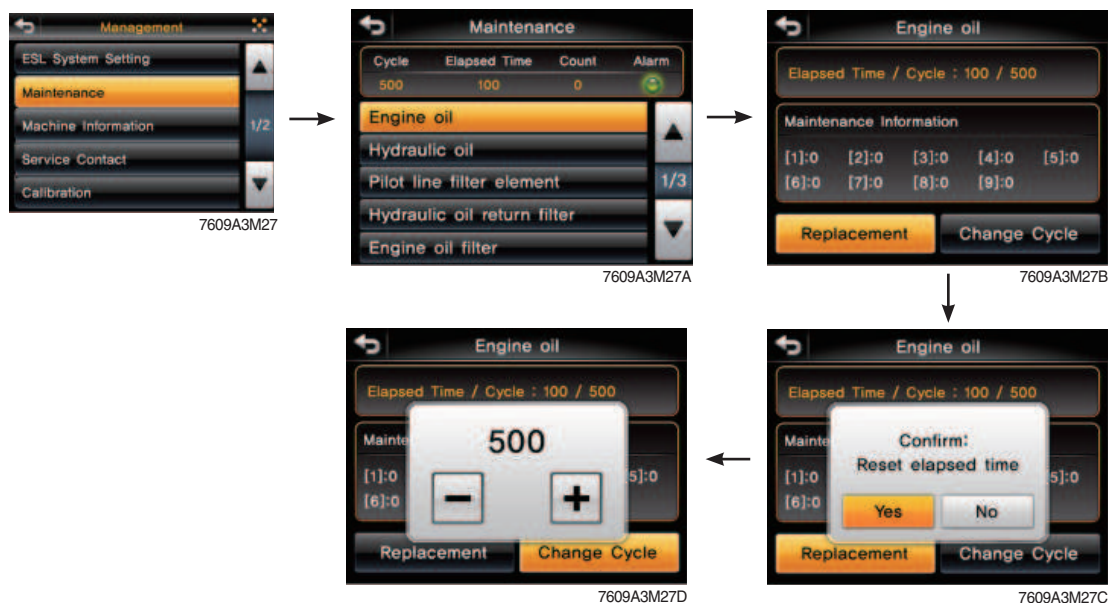 Management
ESL System Setting
Maintenance
Machine Information
Service Contact
Calibration
1/2
7609A3M27
Maintenance
Cycle Elapsed Time Count Alarm
500 100 0
Engine oil
Hydraulic oil
Pilot line filter element
Hydraulic oil return filter
Engine oil filter
1/3
7609A3M27A
Engine oil
Elapsed Time / Cycle : 100 / 500
Maintenance Information
[1]:0 [2]:0 [3]:0 [4]:0 [5]:0
[6]:0 [7]:0 [8]:0 [9]:0
Replacement Change Cycle
7609A3M27B
Engine oil
Elapsed Time / Cycle : 100 / 500
Mainte
500
[1]:0 5]:0
[6]:0
− +
Replacement Change Cycle
7609A3M27D
Engine oil
Elapsed Time / Cycle : 100 / 500
Mainte
Confirm:
Reset elapsed time
[1]:0 5]:0
[6]:0
Yes No
Replacement Change Cycle
7609A3M27C